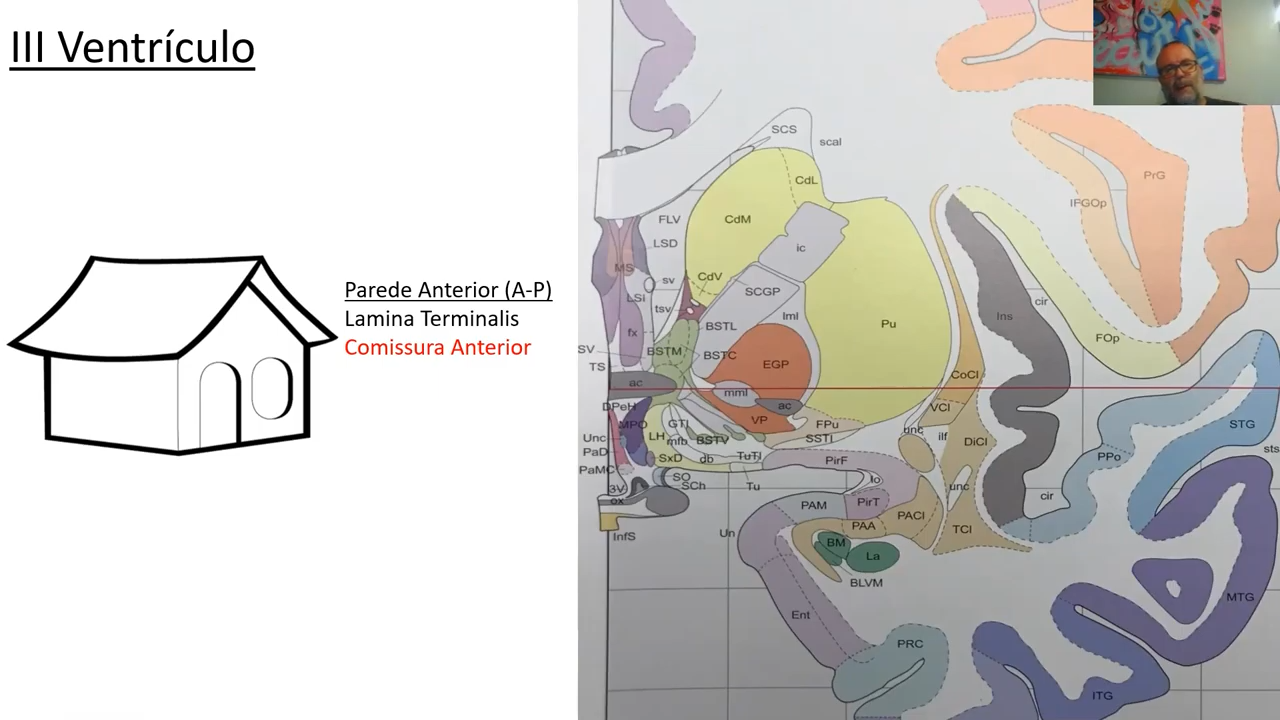 III Ventrículo
Parede Anterior (A-P)
Lamina Terminalis
Comissura Anterior
SCS
scal
CdL
PrG
IFGOp
FLV
CdM
LSD
ic
MS
sv
CdV
SCGP
LSI
cir
tsv
lml
Ins
fx
BSTL
Pu
FOp
SV
BSTM
BSTC
TS
EGP
CoCl
ac
mml
DPeH
ac
VCl
MPO
GTI
VP
FPu
unc
STG
Unc
LH
mfb
BSTV
SSTI
ilf
DiCl
sts
PaD
SxD
db
TuTI
PirF
PPo
PaMC
SO
SCh
Tu
lo
unc
3V
cir
ox
PAM
PirT
PACl
InfS
Un
PAA
TCl
BM
La
BLVM
MTG
Ent
PRC
ITG